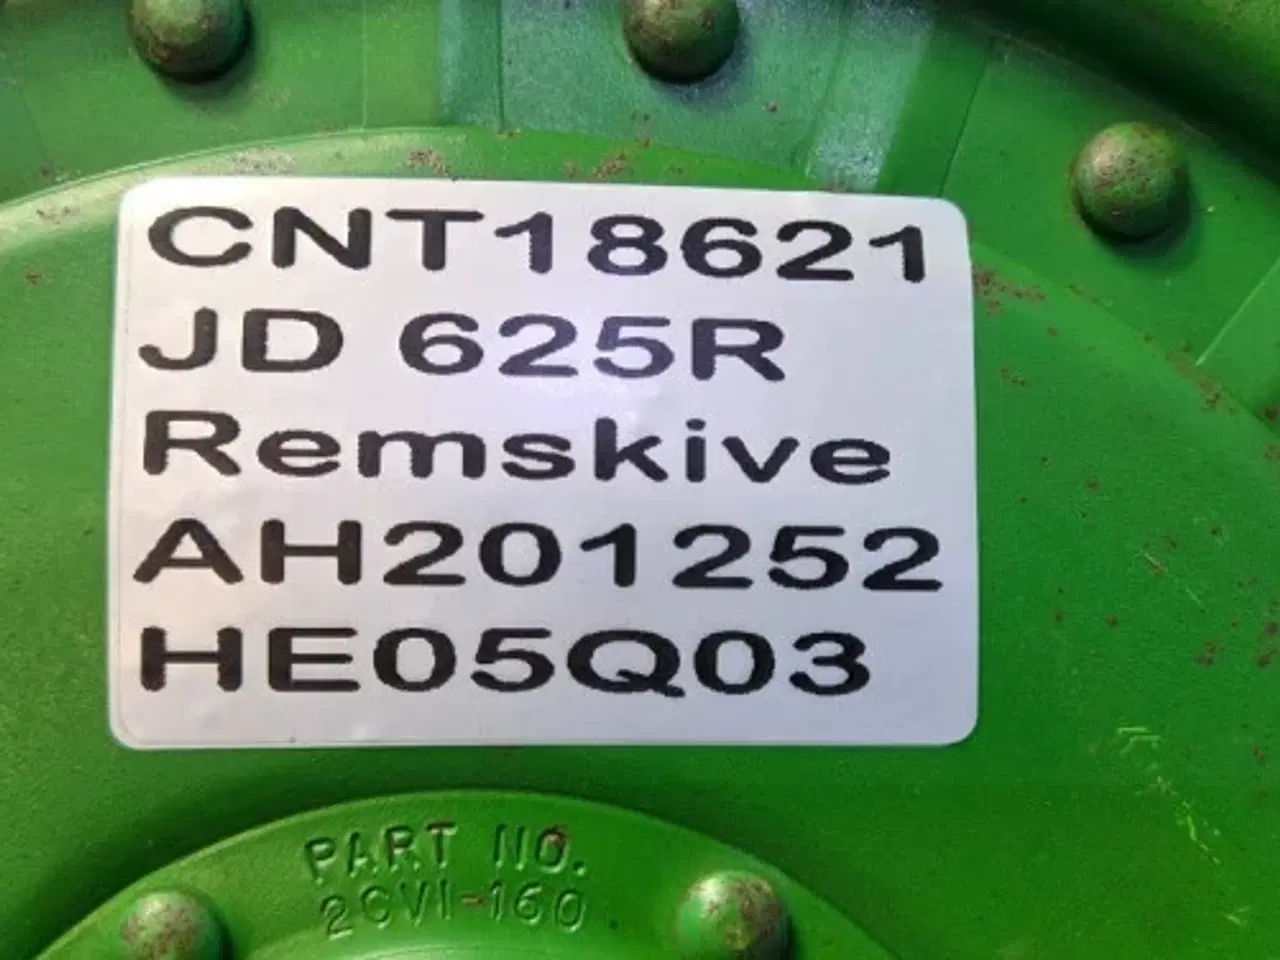 CNT18621
JD 625R
Remskive
AH201252
HE05Q03
PART NO.
2CVI-160